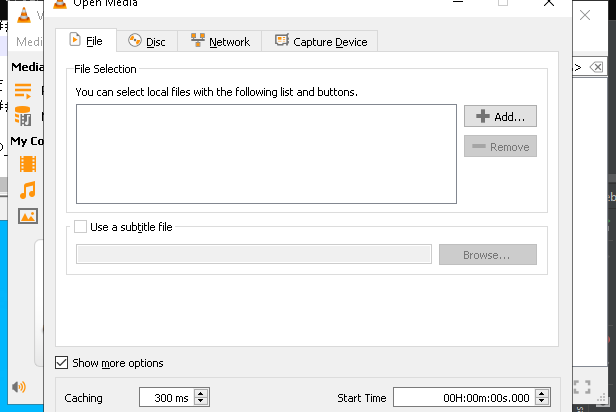 Open Media
Medi
File
Disc
Network
Capture Device
Media
File Selection
You can select local files with the following list and buttons.
Add...
Remove
My Co
Use a subtitle file
Browse...
Show more options
Caching
300 ms
Start Time
00H:00m:00s.000